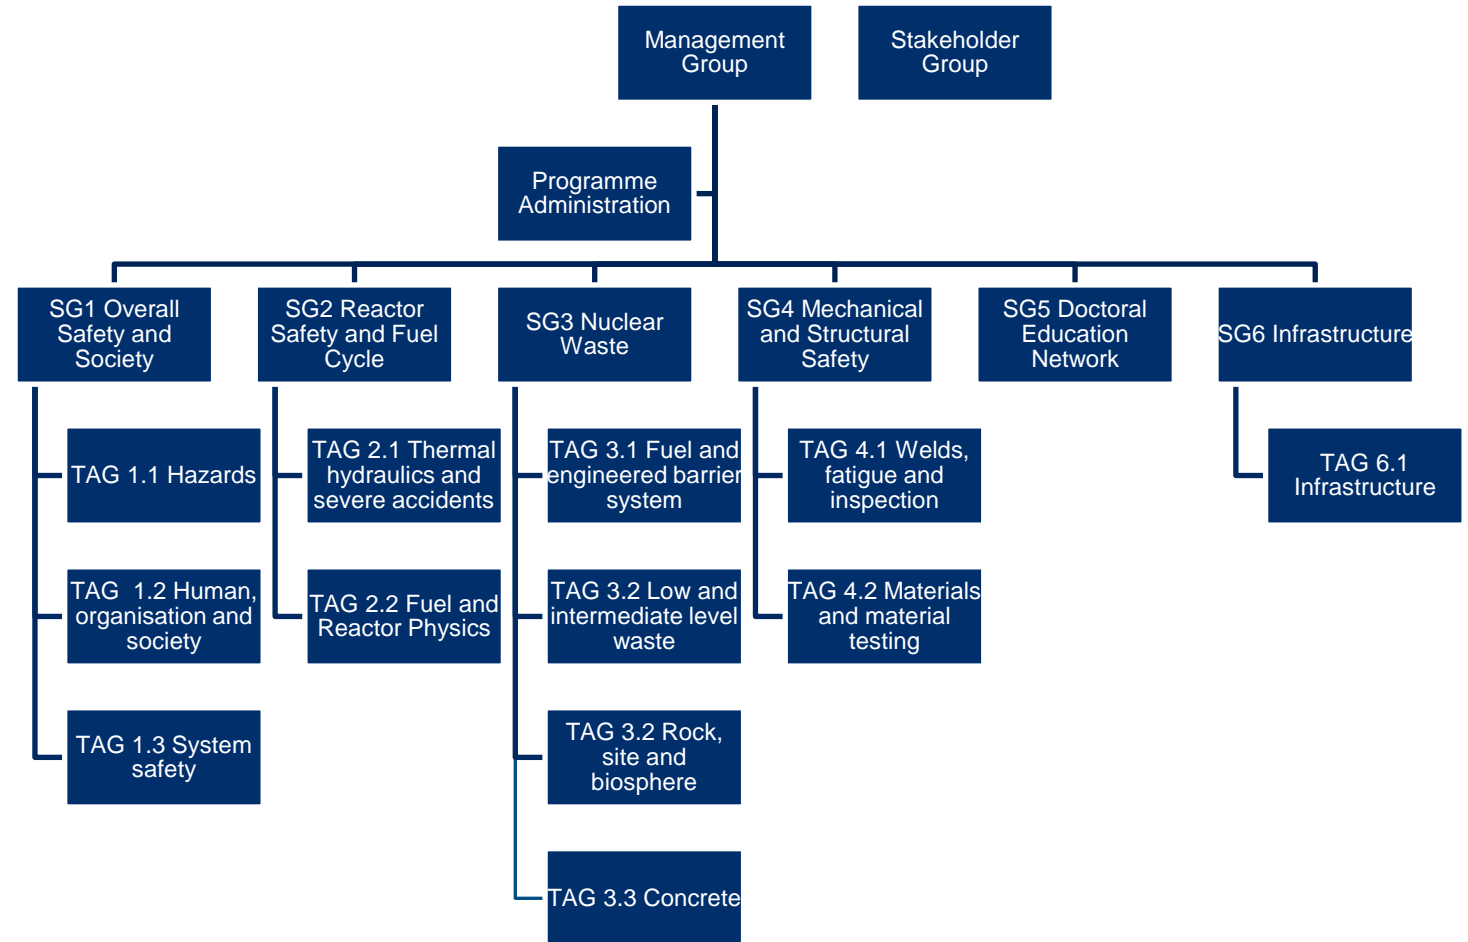 Management
Group
Stakeholder
Group
Programme
Administration
SG1 Overall
Safety and
Society
SG2 Reactor
Safety and Fuel
Cycle
SG3 Nuclear
Waste
SG4 Mechanical
and Structural
Safety
SG5 Doctoral
Education
Network
SG6 Infrastructure
TAG 1.1 Hazards
TAG  1.2 Human,
organisation and
society
TAG 1.3 System
safety
TAG 2.1 Thermal
hydraulics and
severe accidents
TAG 2.2 Fuel and
Reactor Physics
TAG 3.1 Fuel and
engineered barrier
system
TAG 3.2 Low and
intermediate level
waste
TAG 3.2 Rock,
site and
biosphere
TAG 3.3 Concrete
TAG 4.1 Welds,
fatigue and
inspection
TAG 4.2 Materials
and material
testing
TAG 6.1
Infrastructure